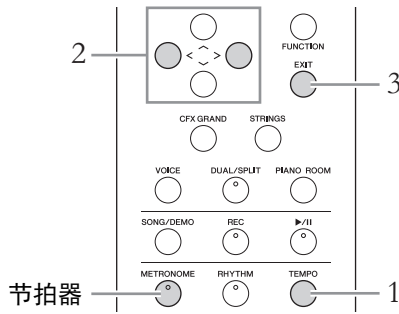 2
FUNCTION
EXIT
3
CFX GRAND STRINGS
VOICE DUAL/SPLIT PIANO ROOM
SONG/DEMO REC ▶/II
METRONOME RHYTHM TEMPO
节拍器 1